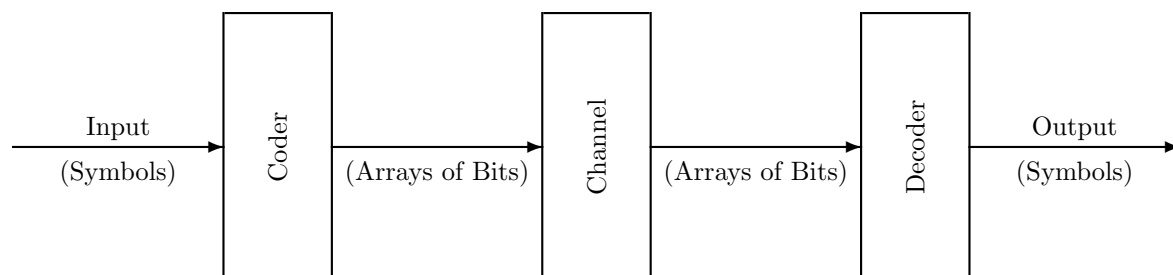 Input
(Symbols)
Coder
(Arrays of Bits)
Channel
(Arrays of Bits)
Decoder
Output
(Symbols)